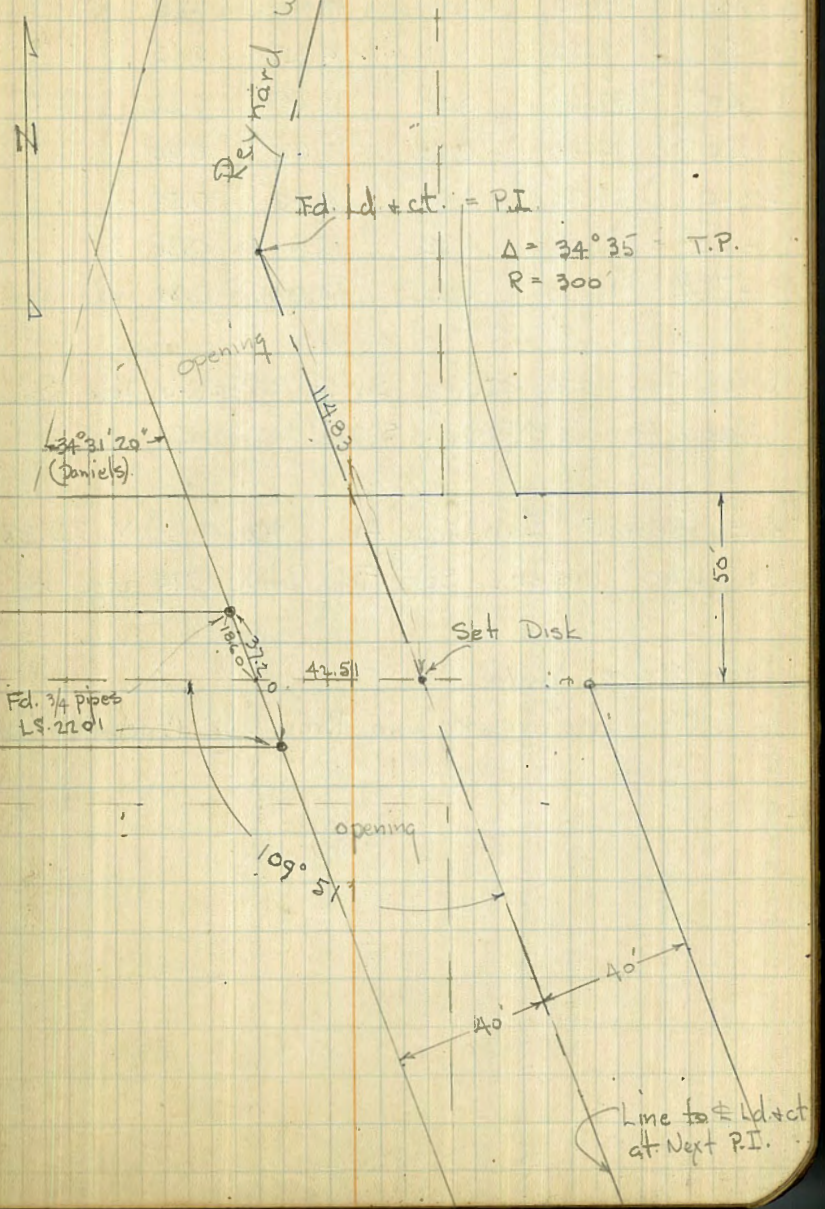 N
Reynard W
Fd. Ld & ct. = P.I.
Δ = 34° 35' T.P.
R = 300'
opening
114.83
34° 31' 20"
(Daniels)
50'
Set Disk
18.60
37.20
42.51
Fd. 3/4 pipes
LS. 2201
opening
109° 51'
40'
40'
Line to ℄ Ld. & ct
at Next P.I.